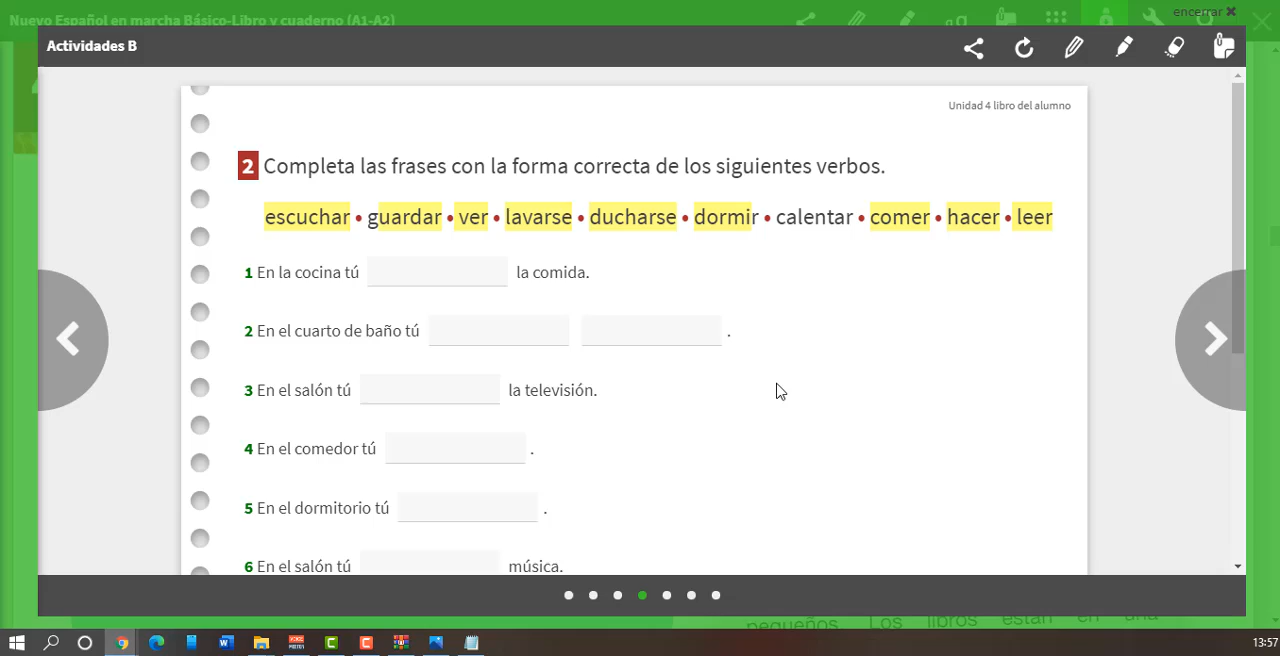 Nuevo Español en marcha Básico-Libro y cuaderno (A1-A2)
encerrar ✖
Actividades B
Unidad 4 libro del alumno
2 Completa las frases con la forma correcta de los siguientes verbos.
escuchar • guardar • ver • lavarse • ducharse • dormir • calentar • comer • hacer • leer
1 En la cocina tú la comida.
2 En el cuarto de baño tú .
3 En el salón tú la televisión.
4 En el comedor tú .
5 En el dormitorio tú .
6 En el salón tú música.
pequeños. Los libros están en una
13:57